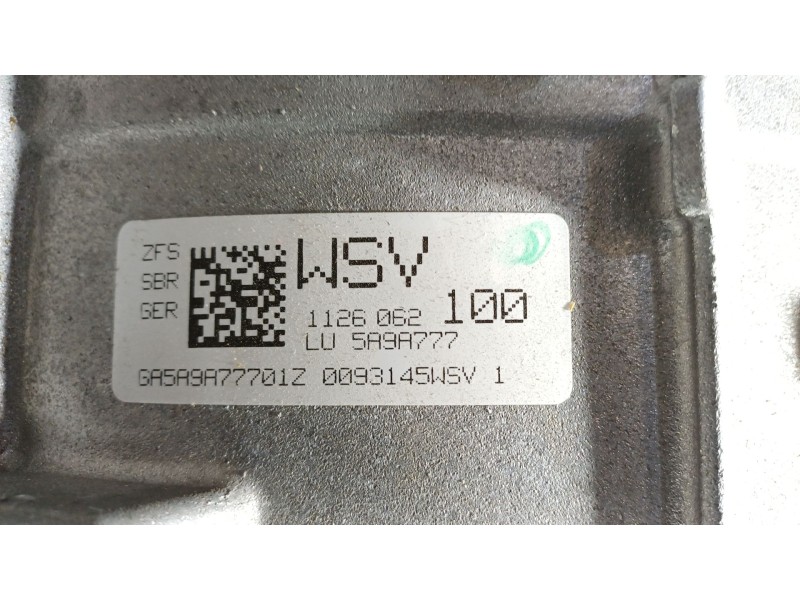 ZFS WSV
SBR
GER 1126 062 100
LU 5A9A777
GA5A9A77701Z 0093145WSV 1